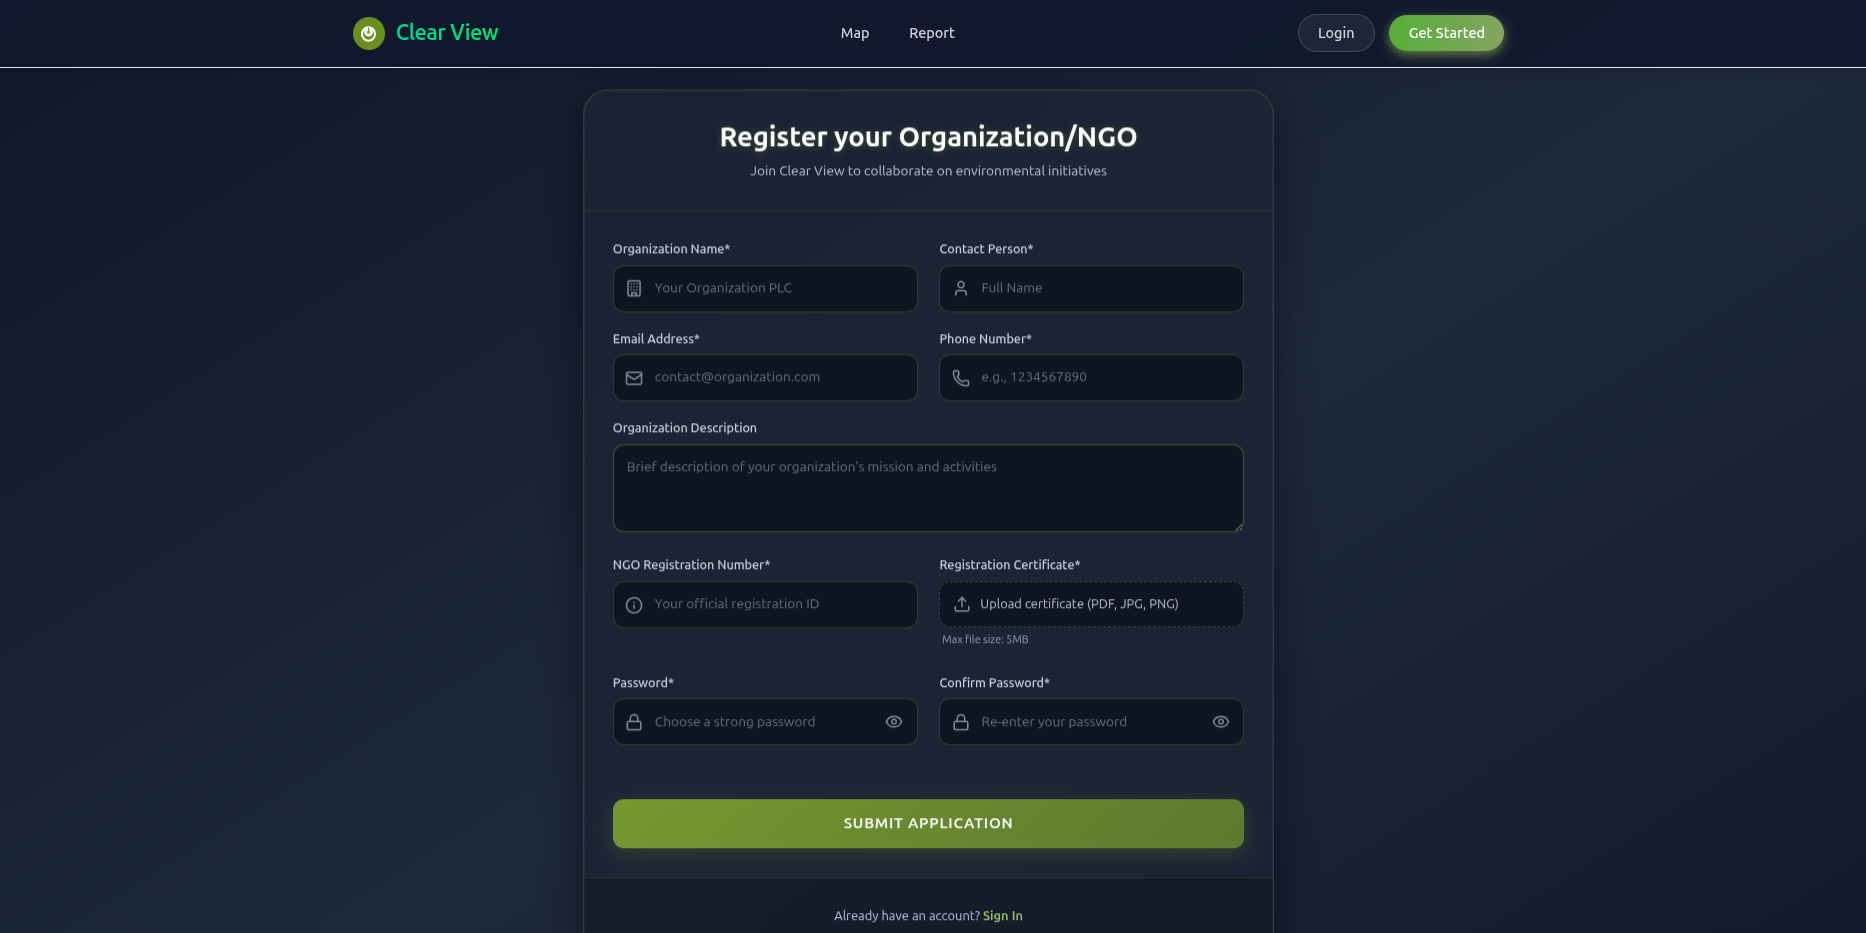 Clear View
Map
Report
Login
Get Started
Register your Organization/NGO
Join Clear View to collaborate on environmental initiatives
Organization Name*
Contact Person*
Your Organization PLC
Full Name
Email Address*
Phone Number*
contact@organization.com
e.g., 1234567890
Organization Description
Brief description of your organization's mission and activities
NGO Registration Number*
Registration Certificate*
Your official registration ID
Upload certificate (PDF, JPG, PNG)
Max file size: 5MB
Password*
Confirm Password*
Choose a strong password
Re-enter your password
SUBMIT APPLICATION
Already have an account? Sign In